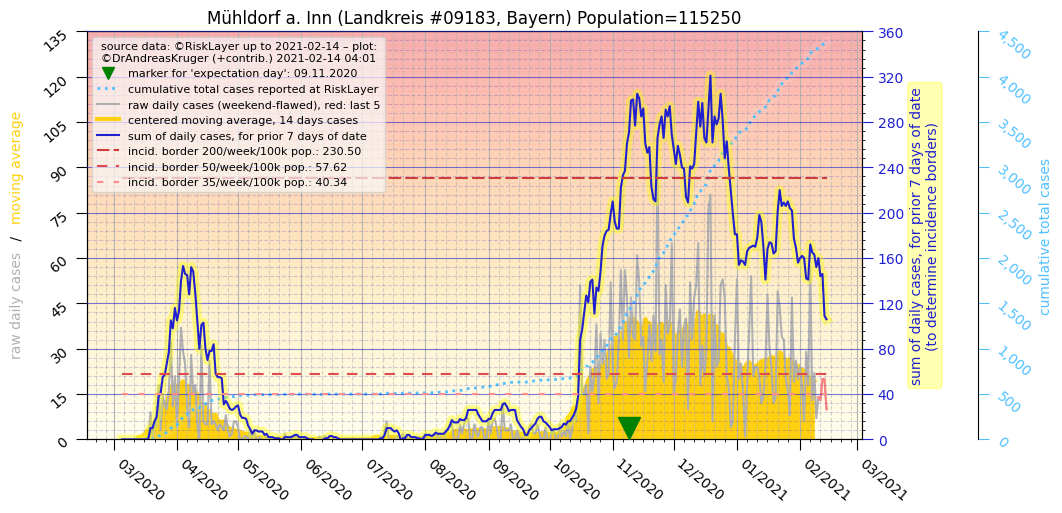 Mühldorf a. Inn (Landkreis #09183, Bayern) Population=115250
source data: ©RiskLayer up to 2021-02-14 – plot:
©DrAndreasKruger (+contrib.) 2021-02-14 04:01
marker for 'expectation day': 09.11.2020
cumulative total cases reported at RiskLayer
raw daily cases (weekend-flawed), red: last 5
centered moving average, 14 days cases
sum of daily cases, for prior 7 days of date
incid. border 200/week/100k pop.: 230.50
incid. border 50/week/100k pop.: 57.62
incid. border 35/week/100k pop.: 40.34
raw daily cases / moving average
135
120
105
90
75
60
45
30
15
0
03/2020
04/2020
05/2020
06/2020
07/2020
08/2020
09/2020
10/2020
11/2020
12/2020
01/2021
02/2021
03/2021
360
320
280
240
200
160
120
80
40
0
sum of daily cases, for prior 7 days of date
(to determine incidence borders)
4,500
4,000
3,500
3,000
2,500
2,000
1,500
1,000
500
0
cumulative total cases